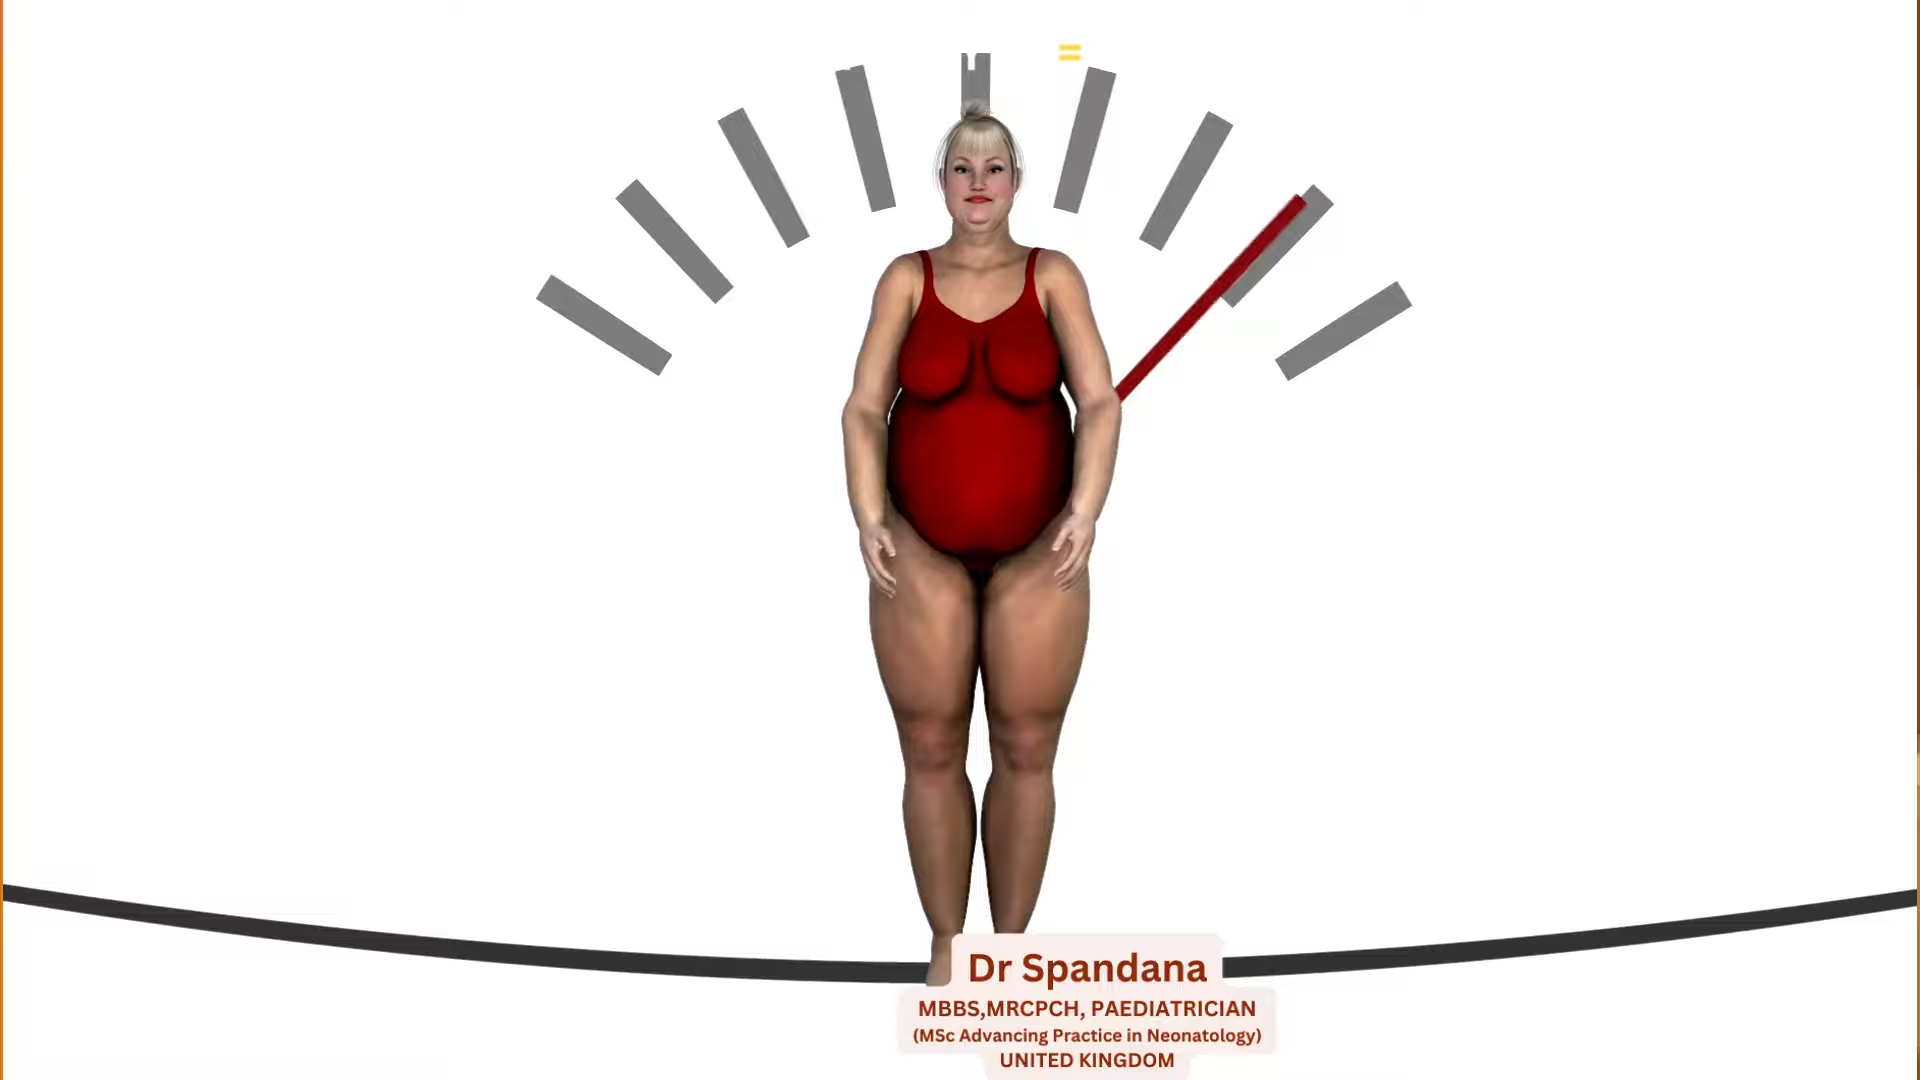 Dr Spandana
MBBS,MRCPCH, PAEDIATRICIAN
(MSc Advancing Practice in Neonatology)
UNITED KINGDOM